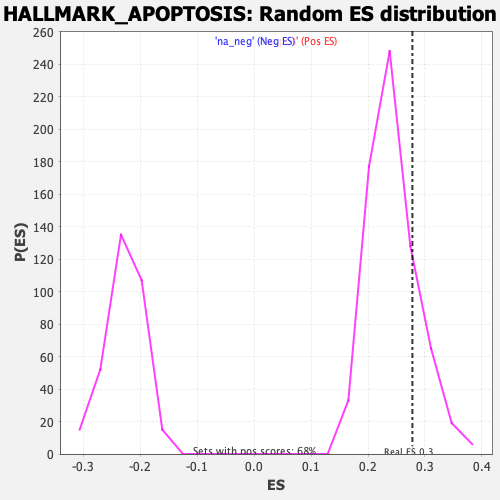 HALLMARK_APOPTOSIS: Random ES distribution
'na_neg' (Neg ES) (Pos ES)
260
240
220
200
180
160
140
120
100
80
60
40
20
0
P(ES)
Sets with pos scores: 68%
Real ES 0.3
-0.3 -0.2 -0.1 0.0 0.1 0.2 0.3 0.4
ES